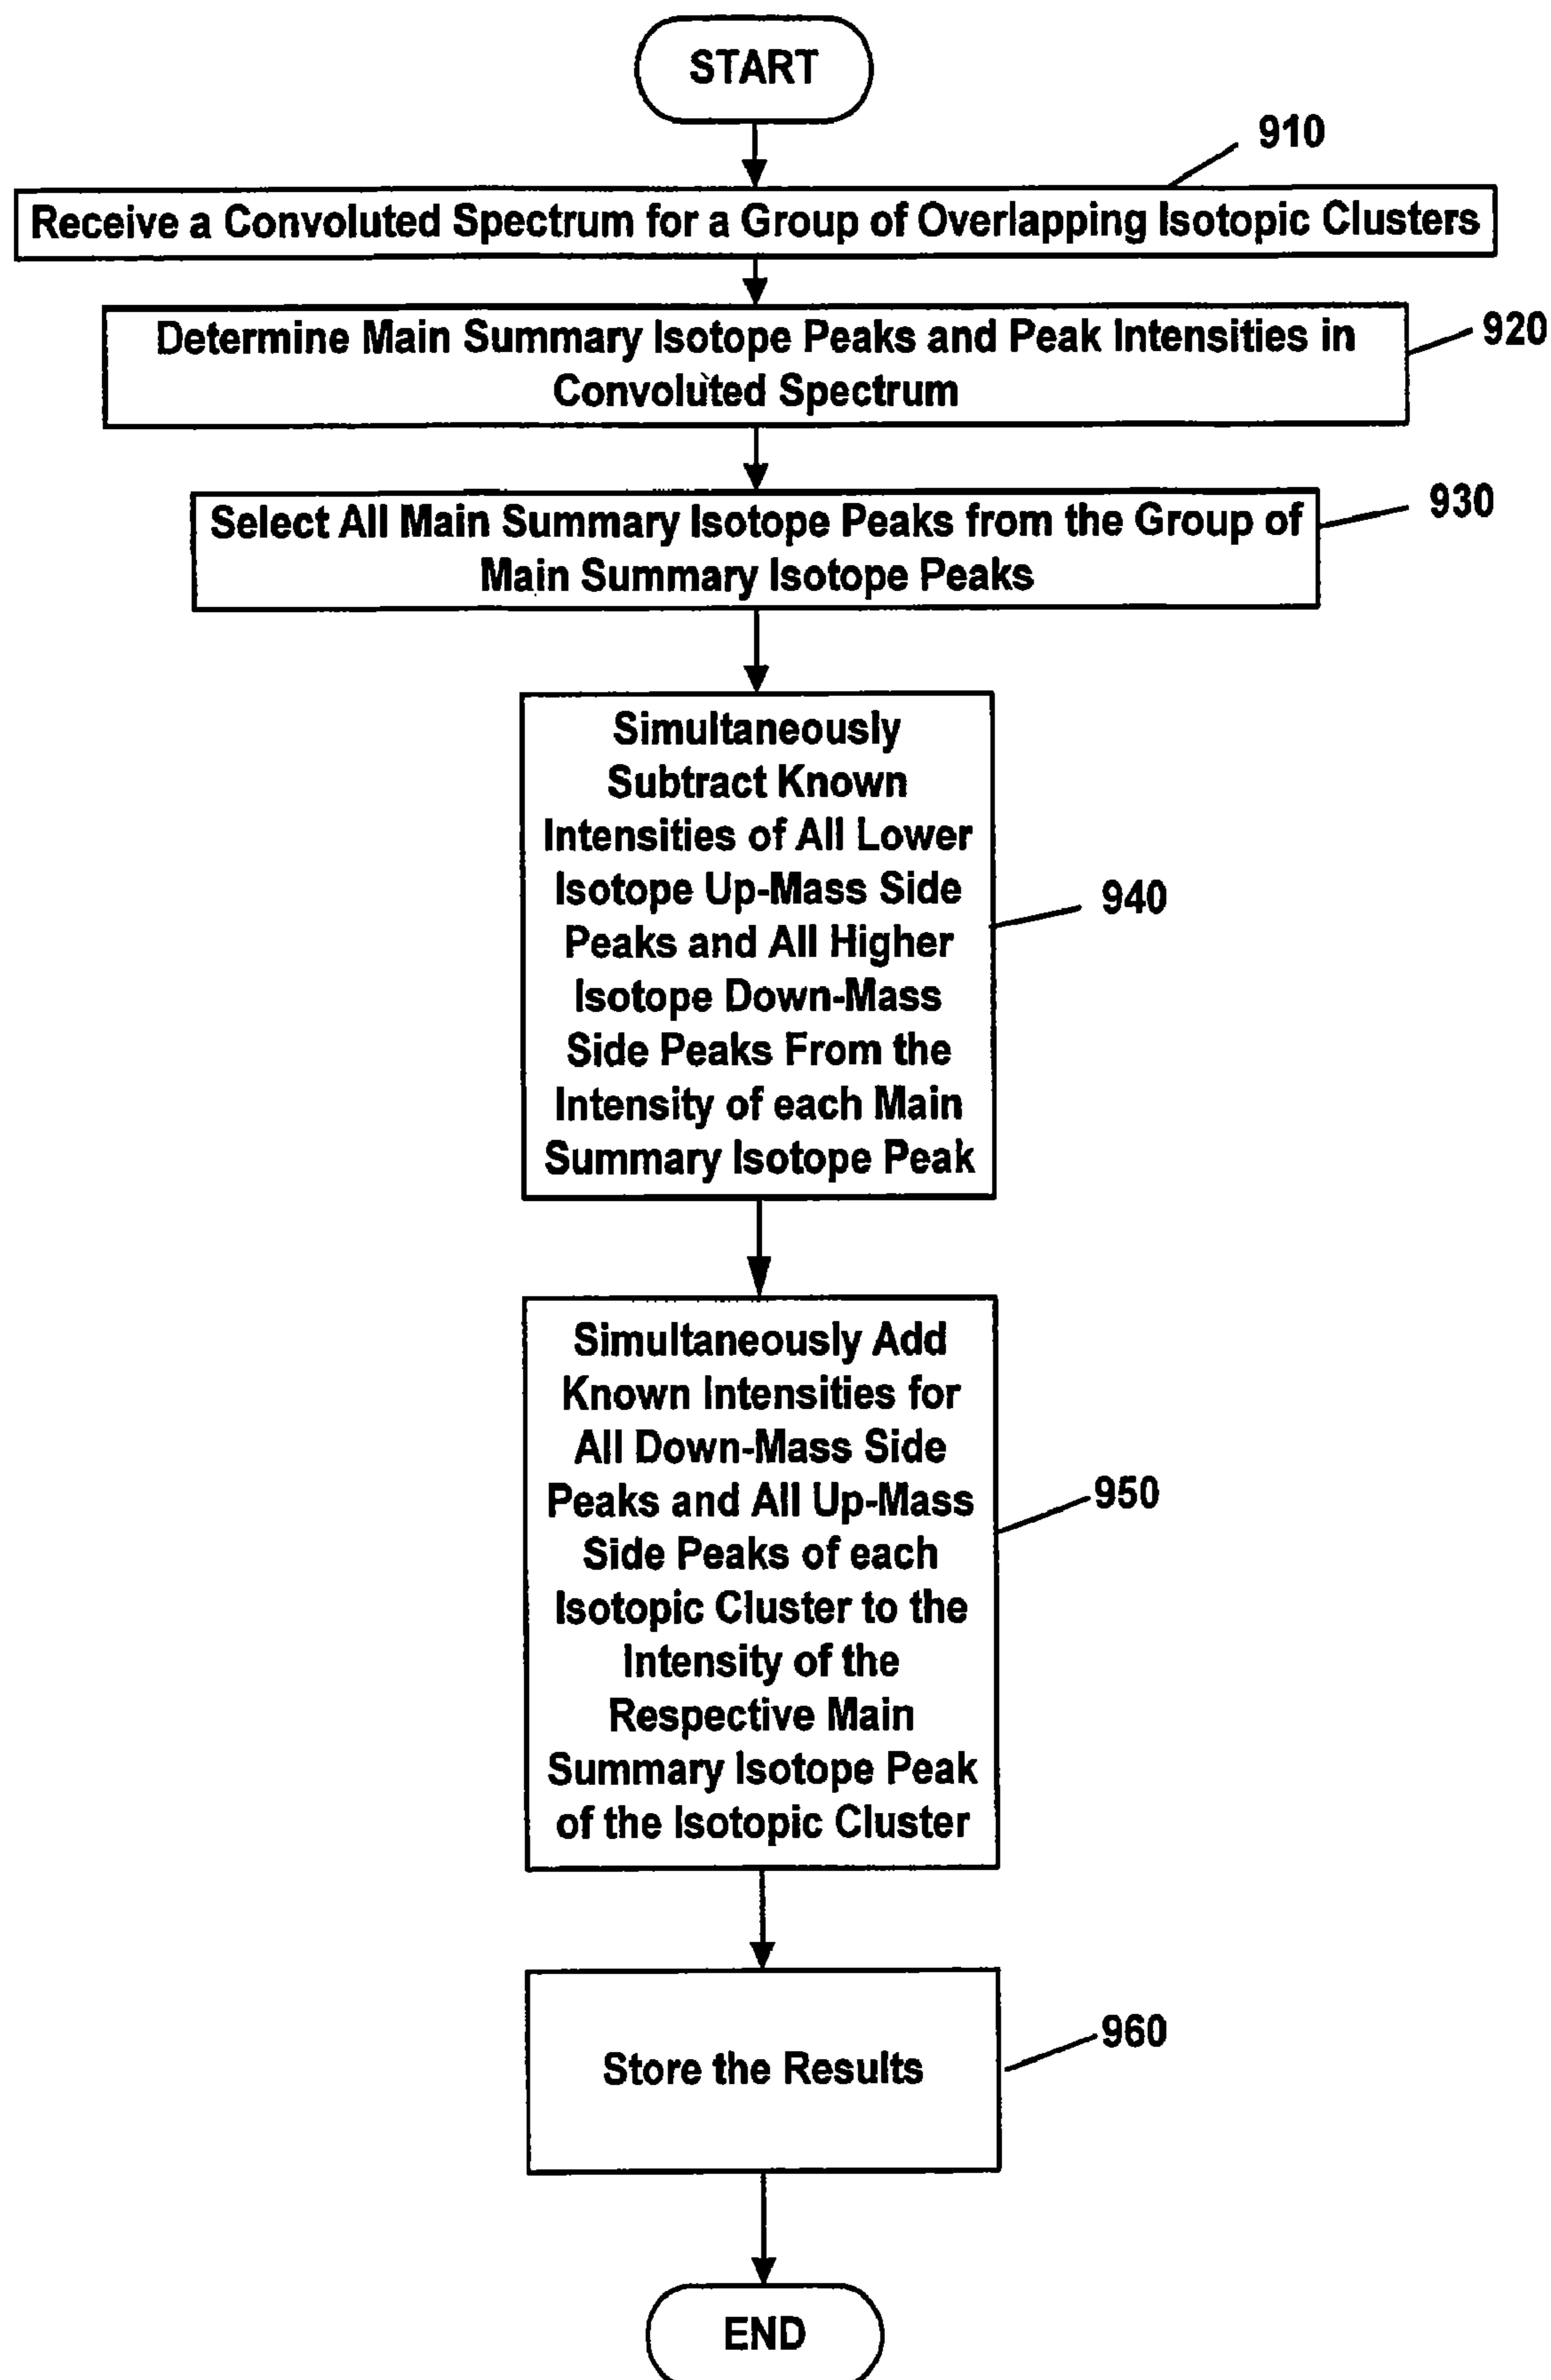 START
910
Receive a Convoluted Spectrum for a Group of Overlapping Isotopic Clusters
Determine Main Summary Isotope Peaks and Peak Intensities in
Convoluted Spectrum
920
Select All Main Summary Isotope Peaks from the Group of
Main Summary Isotope Peaks
930
Simultaneously
Subtract Known
Intensities of All Lower
Isotope Up-Mass Side
Peaks and All Higher
Isotope Down-Mass
Side Peaks From the
Intensity of each Main
Summary Isotope Peak
940
Simultaneously Add
Known Intensities for
All Down-Mass Side
Peaks and All Up-Mass
Side Peaks of each
Isotopic Cluster to the
Intensity of the
Respective Main
Summary Isotope Peak
of the Isotopic Cluster
950
Store the Results
960
END